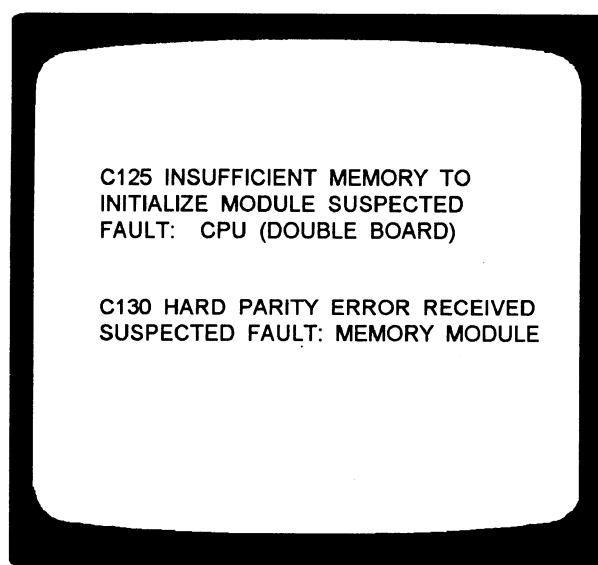 C125 INSUFFICIENT MEMORY TO
INITIALIZE MODULE SUSPECTED
FAULT: CPU (DOUBLE BOARD)
C130 HARD PARITY ERROR RECEIVED
SUSPECTED FAULT: MEMORY MODULE